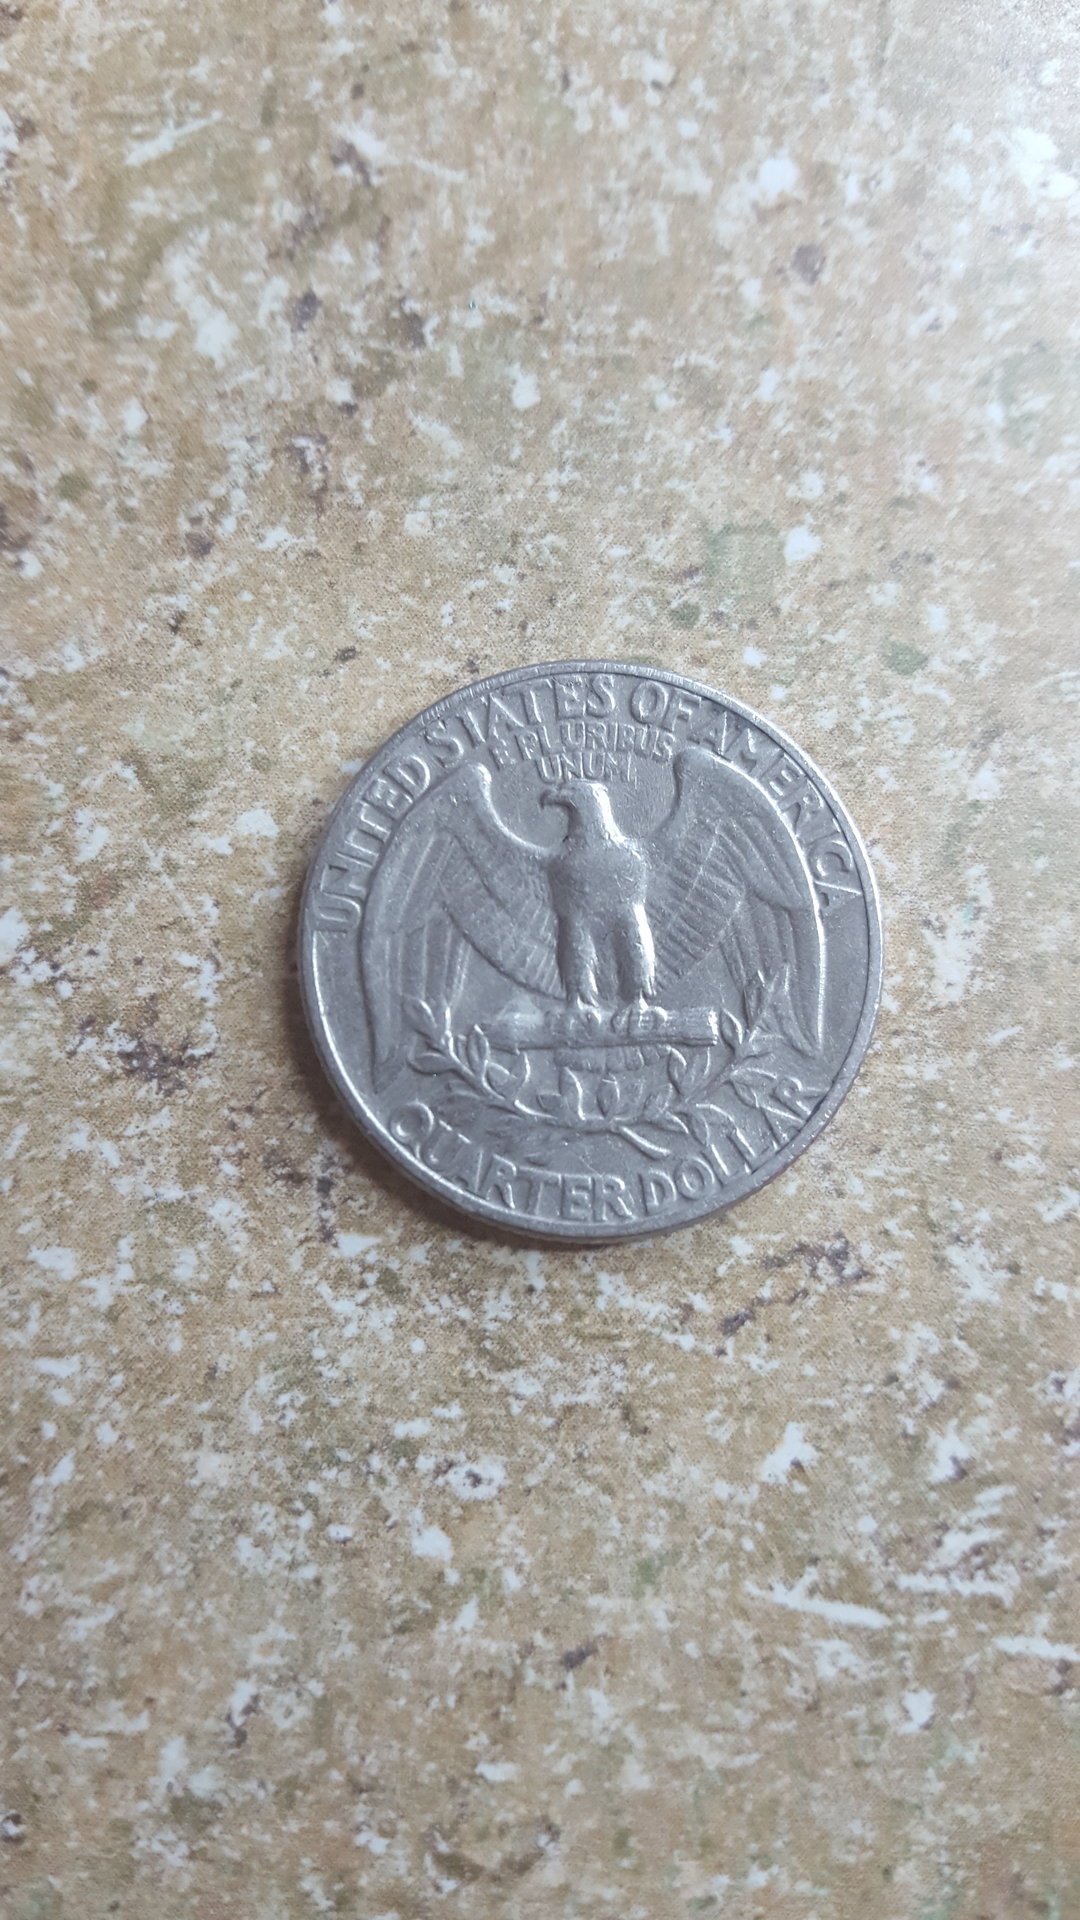 UNITED STATES OF AMERICA
E PLURIBUS
UNUM
QUARTER DOLLAR